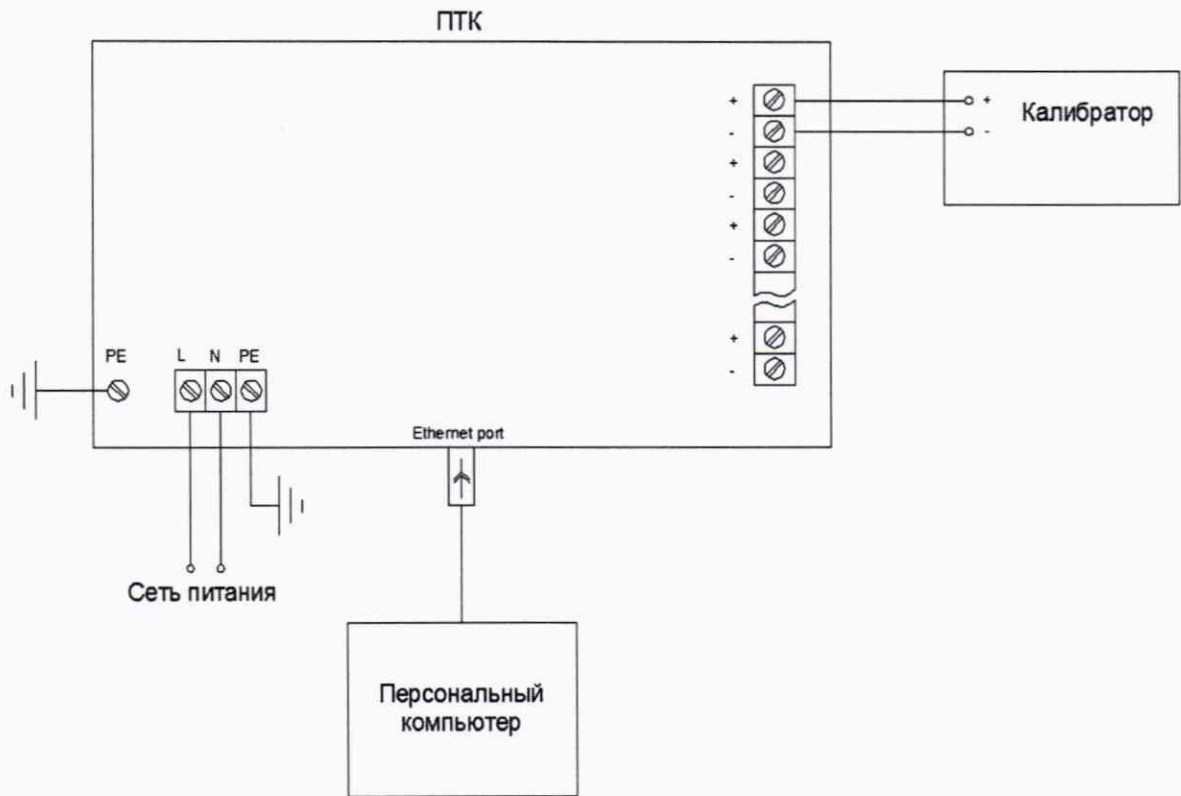 ПТК
+
-
+
-
+
-
+
-
+
-
Калибратор
PE
L N PE
Ethernet port
Сеть питания
Персональный
компьютер